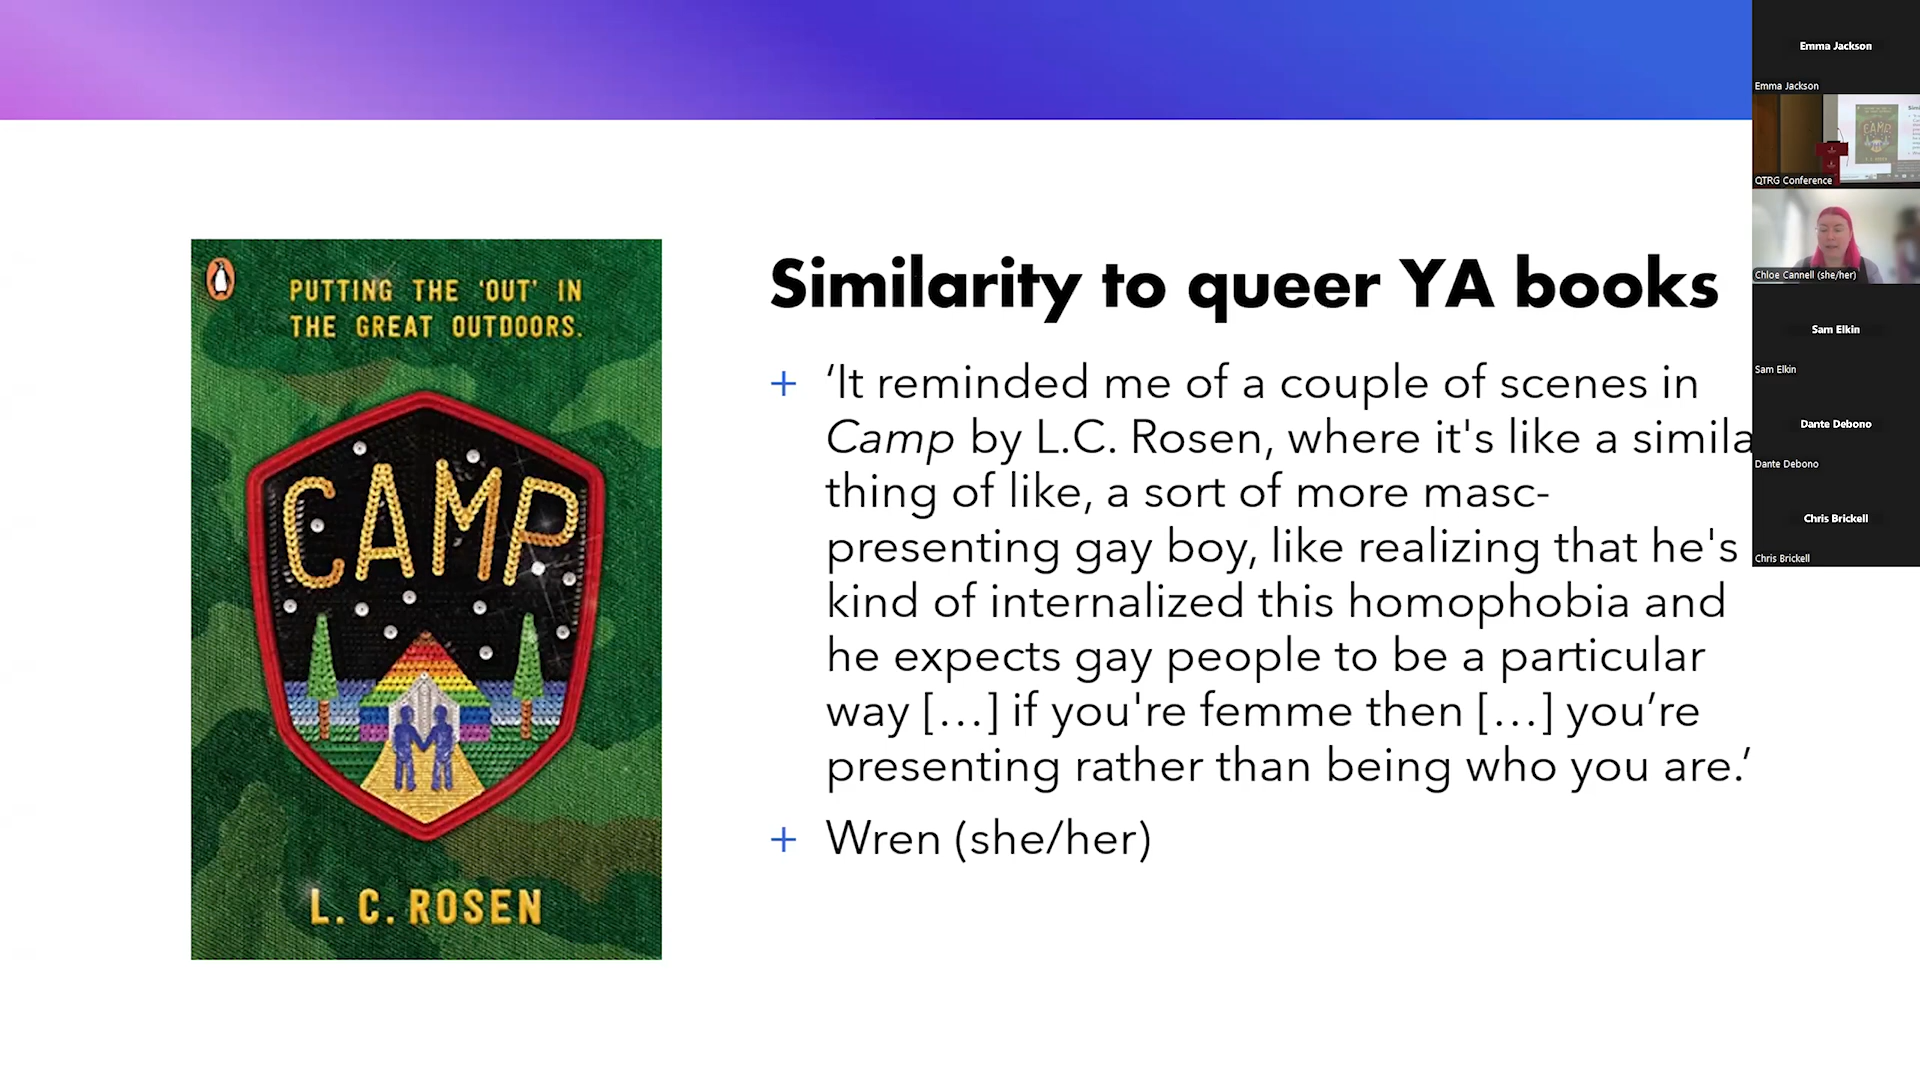 PUTTING THE ‘OUT’ IN
THE GREAT OUTDOORS.
CAMP
L. C. ROSEN
Similarity to queer YA books
+ ‘It reminded me of a couple of scenes in
Camp by L.C. Rosen, where it's like a simila
thing of like, a sort of more masc-
presenting gay boy, like realizing that he's
kind of internalized this homophobia and
he expects gay people to be a particular
way [...] if you're femme then [...] you’re
presenting rather than being who you are.’
+ Wren (she/her)
Emma Jackson
Emma Jackson
CAMP
QTRG Conference
Chloe Cannell (she/her)
Sam Elkin
Sam Elkin
Dante Debono
Dante Debono
Chris Brickell
Chris Brickell